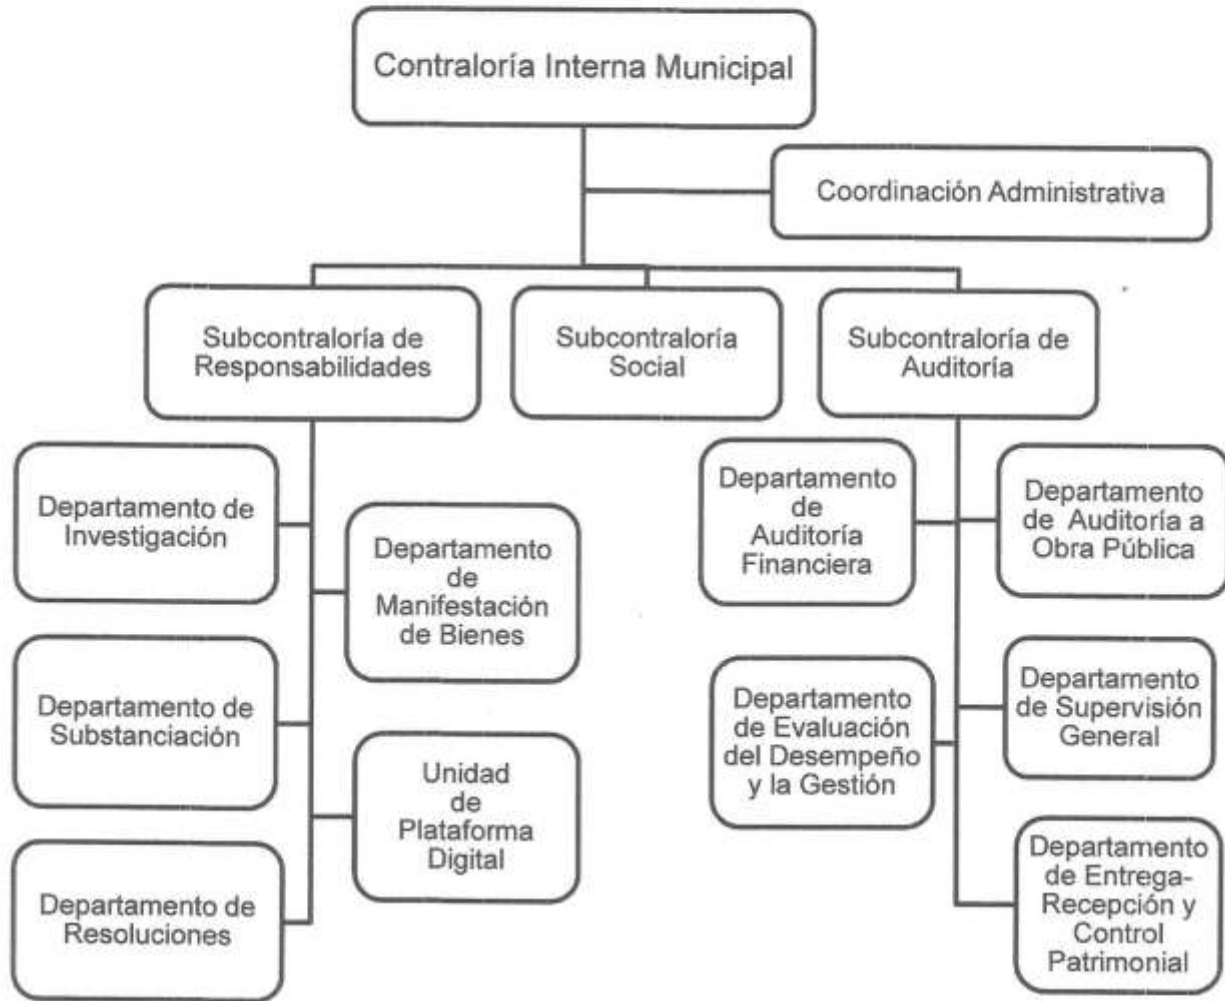 Contraloría Interna Municipal
Coordinación Administrativa
Subcontraloría de
Responsabilidades
Subcontraloría
Social
Subcontraloría de
Auditoría
Departamento de
Investigación
Departamento
de
Manifestación
de Bienes
Departamento de
Substanciación
Unidad
de
Plataforma
Digital
Departamento de
Resoluciones
Departamento
de
Auditoría
Financiera
Departamento
de Auditoría a
Obra Pública
Departamento
de Evaluación
del Desempeño
y la Gestión
Departamento
de Supervisión
General
Departamento
de Entrega-
Recepción y
Control
Patrimonial